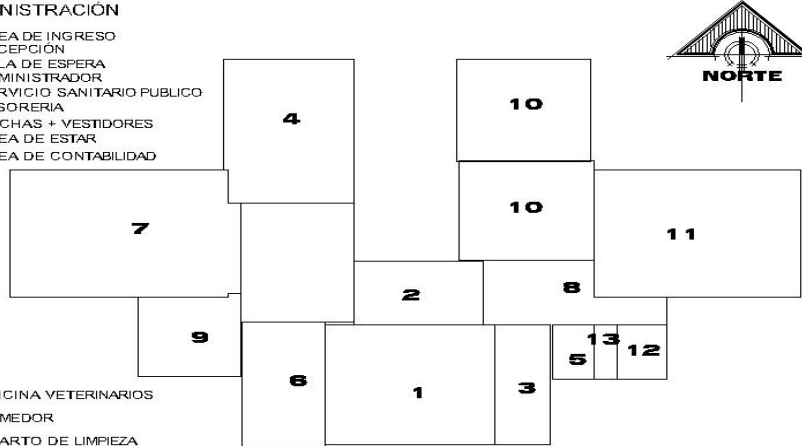 NISTRACIÓN
EA DE INGRESO
CEPCIÓN
LA DE ESPERA
MINISTRADOR
RVICIO SANITARIO PUBLICO
SORERIA
CHAS + VESTIDORES
EA DE ESTAR
EA DE CONTABILIDAD
NORTE
4
10
10
7
11
2
8
9
13
5
12
6
1
3
ICINA VETERINARIOS
MEDOR
ARTO DE LIMPIEZA